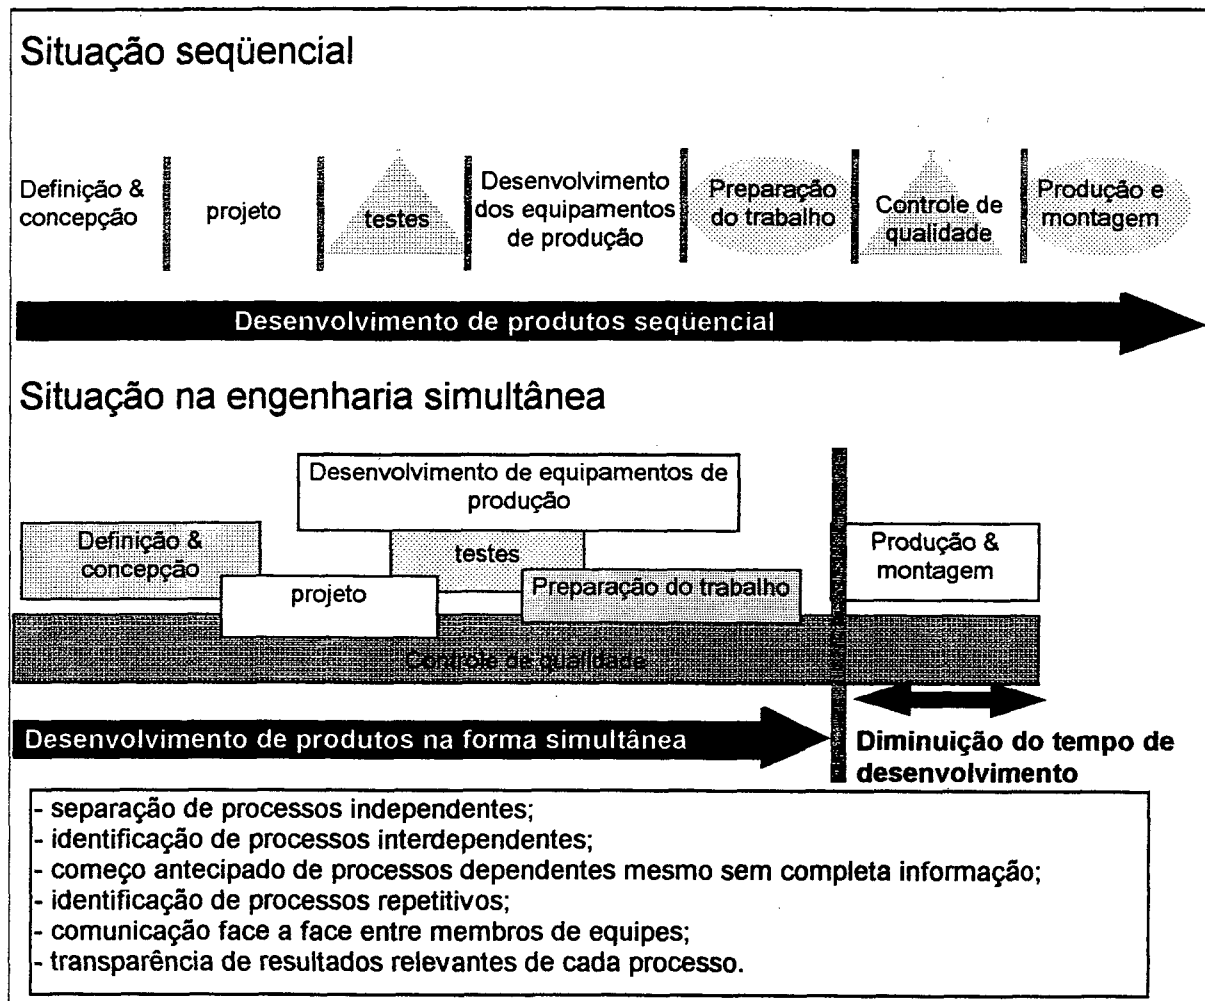 Situação seqüencial
Definição &
concepção
projeto
testes
Desenvolvimento
dos equipamentos
de produção
Preparação
do trabalho
Controle de
qualidade
Produção e
montagem
Desenvolvimento de produtos seqüencial
Situação na engenharia simultânea
Desenvolvimento de equipamentos de
produção
Definição &
concepção
testes
Produção &
montagem
projeto
Preparação do trabalho
Controle de qualidade
Desenvolvimento de produtos na forma simultânea
Diminuição do tempo de
desenvolvimento
- separação de processos independentes;
- identificação de processos interdependentes;
- começo antecipado de processos dependentes mesmo sem completa informação;
- identificação de processos repetitivos;
- comunicação face a face entre membros de equipes;
- transparência de resultados relevantes de cada processo.